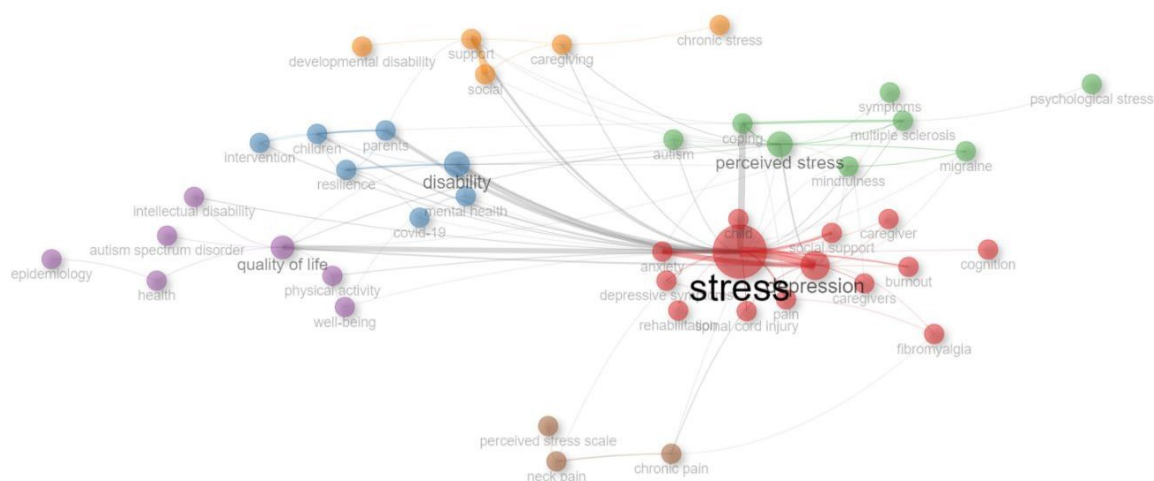 chronic stress
developmental disability
support
caregiving
social
psychological stress
symptoms
coping
multiple sclerosis
intervention
children
parents
autism
perceived stress
migraine
resilience
disability
mindfulness
intellectual disability
mental health
covid-19
child
caregiver
autism spectrum disorder
social support
epidemiology
quality of life
anxiety
cognition
health
physical activity
stress
depression
burnout
depressive symptoms
caregivers
well-being
rehabilitation
spinal cord injury
pain
fibromyalgia
perceived stress scale
neck pain
chronic pain